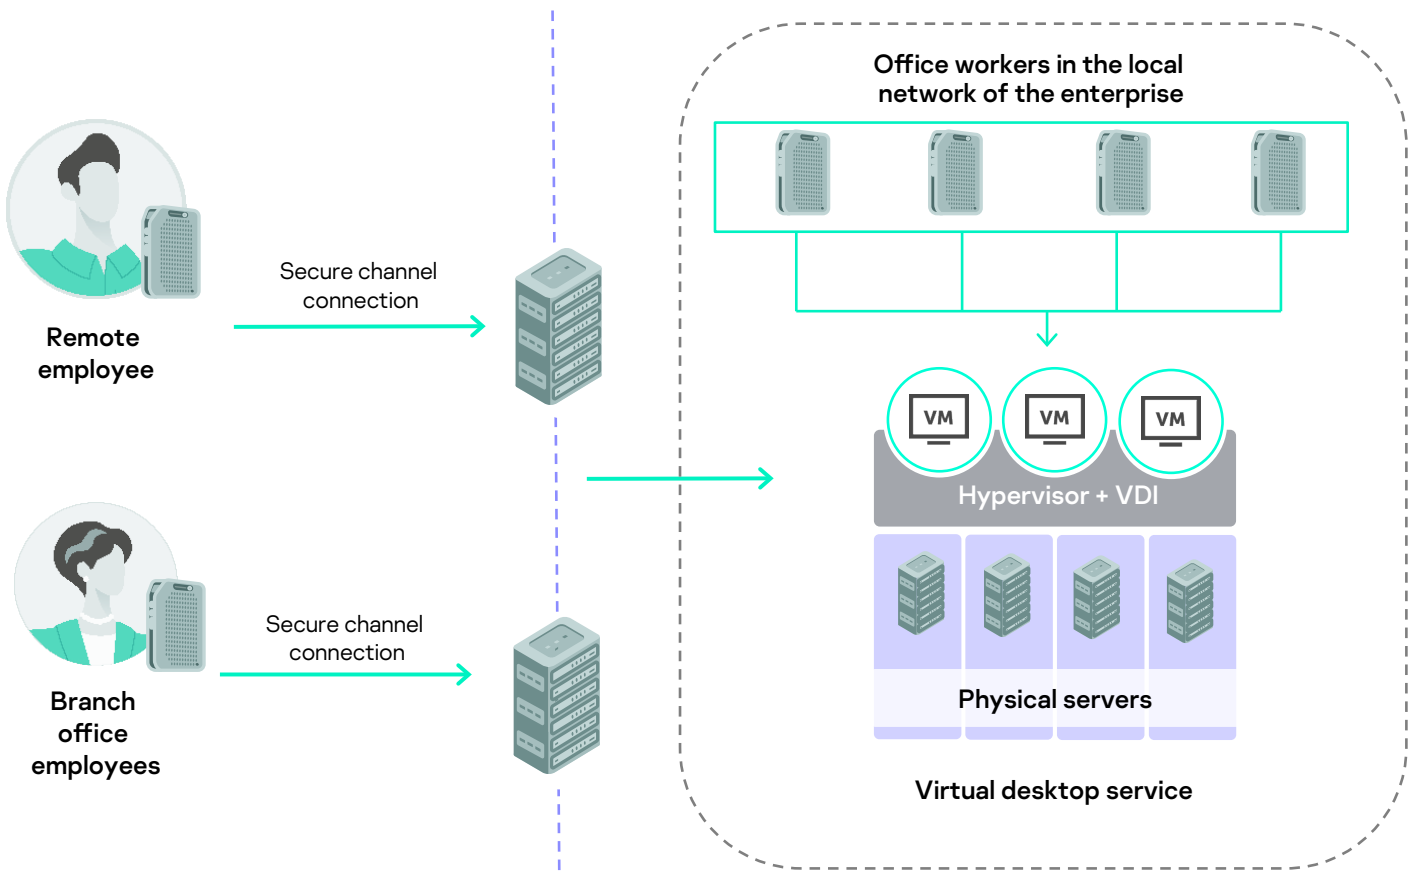 Office workers in the local
network of the enterprise
Secure channel
connection
Remote
employee
VM
VM
VM
Hypervisor + VDI
Secure channel
connection
Branch
office
employees
Physical servers
Virtual desktop service